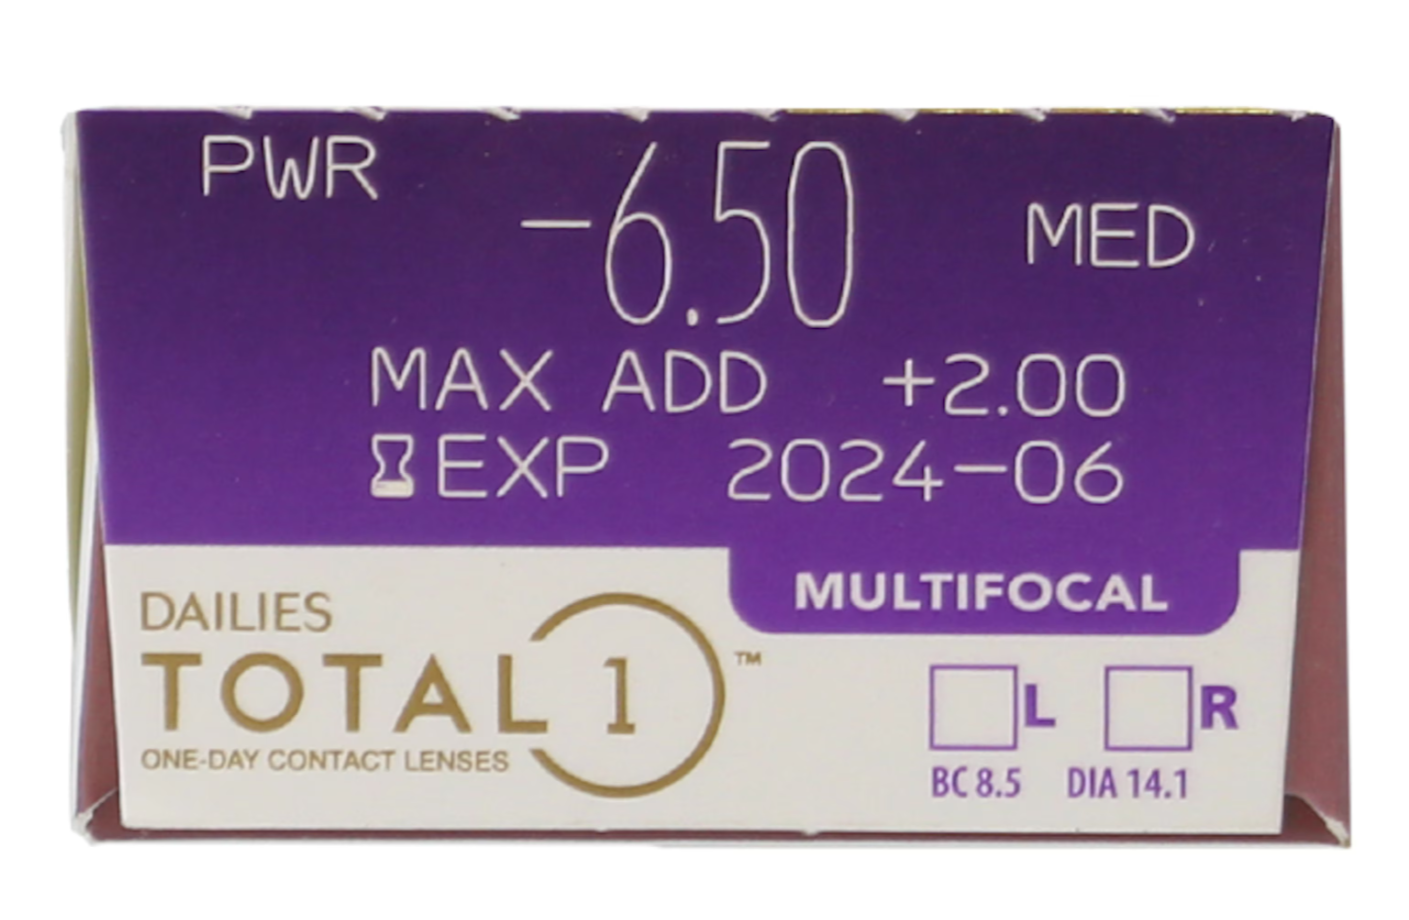 PWR -6.50 MED
MAX ADD +2.00
EXP 2024-06
MULTIFOCAL
DAILIES
TOTAL 1™
ONE-DAY CONTACT LENSES
L R
BC 8.5 DIA 14.1